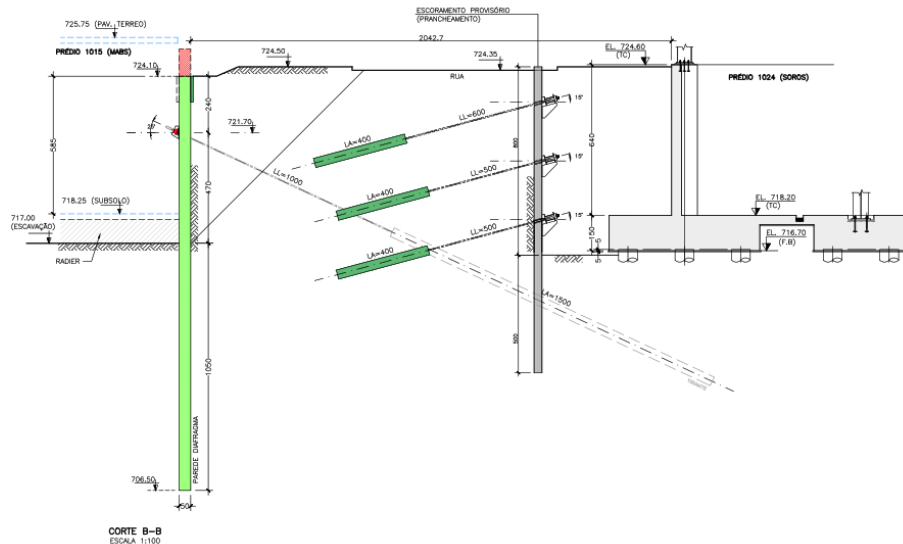 ESCORAMENTO PROVISÓRIO
(PRANCHEAMENTO)
725.75 (PAV. TERREO)
2042.7
PRÉDIO 1015 (MABS)
724.50
724.35
EL. 724.60
(TC)
724.10
RUA
PRÉDIO 1024 (SOROS)
240
LL=600
15°
LA=400
721.70
585
600
640
LL=1000
LL=500
15°
LA=400
470
718.25 (SUBSOLO)
EL. 718.20
(TC)
717.00
(ESCAVAÇÃO)
LL=500
15°
150
EL. 716.70
(F.B)
RADIER
LA=400
5
5
LA=1500
500
1050
PAREDE DIAFRAGMA
706.50
50
CORTE B-B
ESCALA 1:100